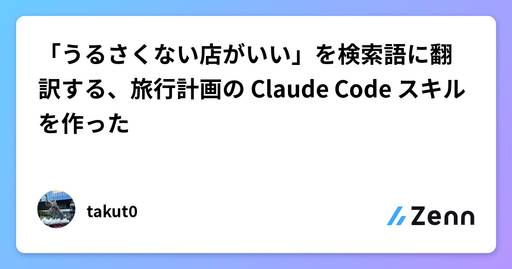 「うるさくない店がいい」を検索語に翻
訳する、旅行計画の Claude Code スキル
を作った
takut0
Zenn